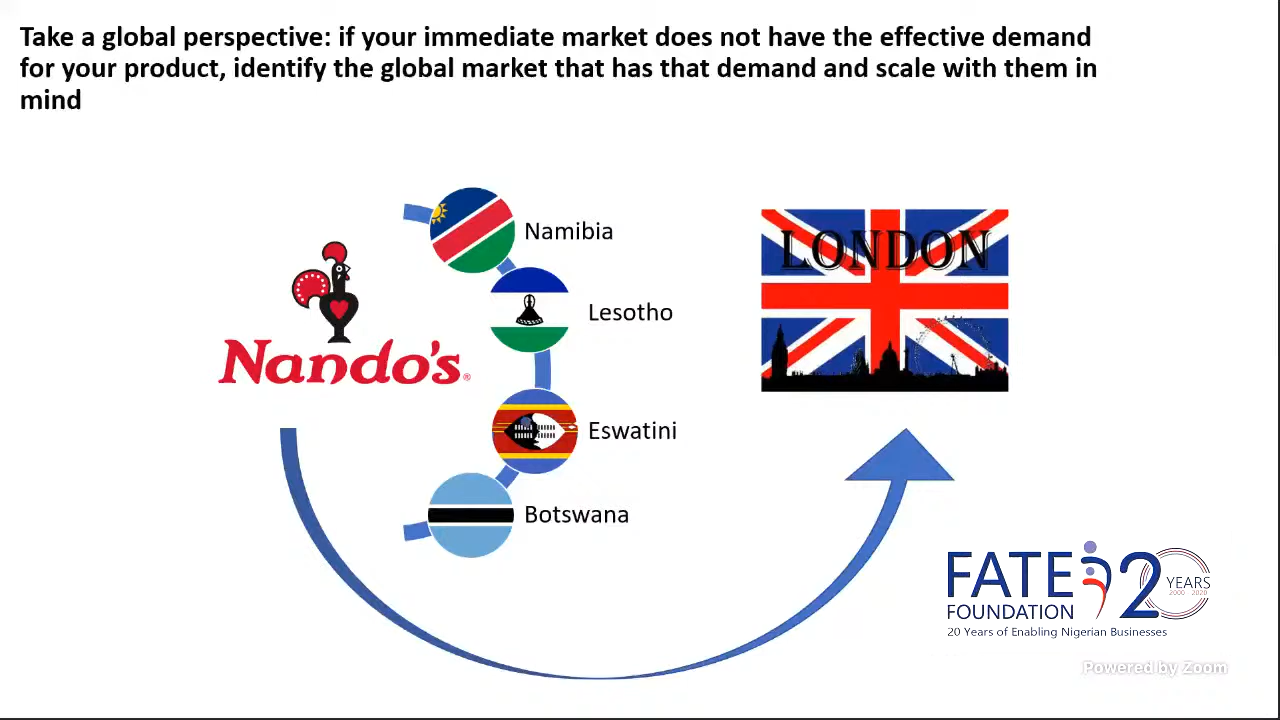 Take a global perspective: if your immediate market does not have the effective demand
for your product, identify the global market that has that demand and scale with them in
mind
Namibia
LONDON
Lesotho
Nando's®
Eswatini
Botswana
FATE 20 YEARS
2000 2020
FOUNDATION
20 Years of Enabling Nigerian Businesses
Powered by Zoom